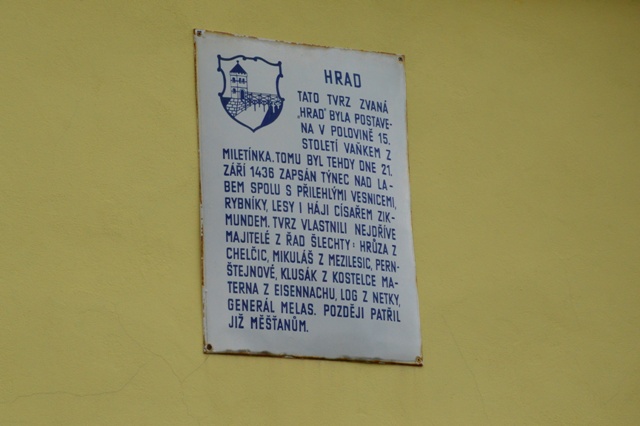 HRAD
TATO TVRZ ZVANÁ
„HRAD" BYLA POSTAVE-
NA V POLOVINĚ 15.
STOLETÍ VAŇKEM Z
MILETÍNKA. TOMU BYL TEHDY DNE 21.
ZÁŘÍ 1436 ZAPSÁN TÝNEC NAD LA-
BEM SPOLU S PŘILEHLÝMI VESNICEMI,
RYBNÍKY, LESY I HÁJI CÍSAŘEM ZIK-
MUNDEM. TVRZ VLASTNILI NEJDŘÍVE
MAJITELÉ Z ŘAD ŠLECHTY: HRŮZA Z
CHELČIC, MIKULÁŠ Z MEZILESIC, PERN-
ŠTEJNOVÉ, KLUSÁK Z KOSTELCE MA-
TERNA Z EISENNACHU, LOG Z NETKY,
GENERÁL MELAS. POZDĚJI PATŘIL
JIŽ MĚŠŤANŮM.